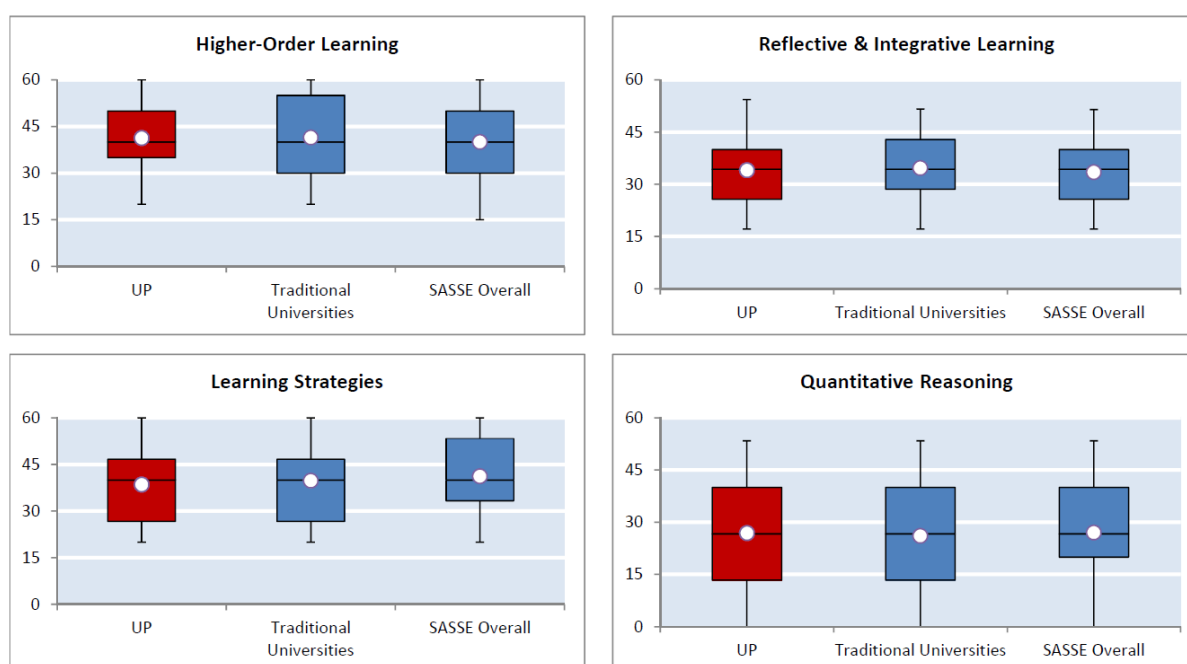 Higher-Order Learning
60
45
30
15
0
UP
Traditional
Universities
SASSE Overall
Reflective & Integrative Learning
60
45
30
15
0
UP
Traditional Universities
SASSE Overall
Learning Strategies
60
45
30
15
0
UP
Traditional
Universities
SASSE Overall
Quantitative Reasoning
60
45
30
15
0
UP
Traditional Universities
SASSE Overall